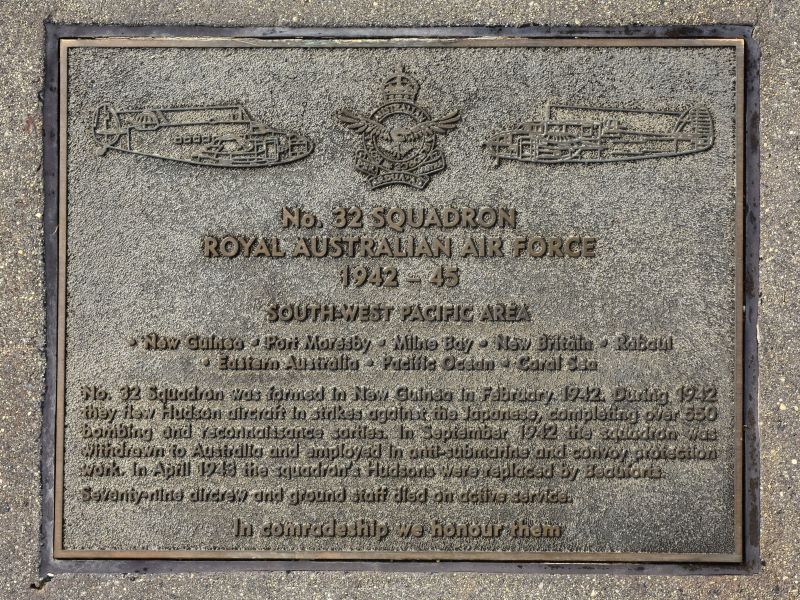 No. 32 SQUADRON
ROYAL AUSTRALIAN AIR FORCE
1942 – 45
SOUTH-WEST PACIFIC AREA
• New Guinea • Port Moresby • Milne Bay • New Britain • Rabaul
• Eastern Australia • Pacific Ocean • Coral Sea
No. 32 Squadron was formed in New Guinea in February 1942. During 1942
they flew Hudson aircraft in strikes against the Japanese, completing over 550
bombing and reconnaissance sorties. In September 1942 the squadron was
withdrawn to Australia and employed in anti-submarine and convoy protection
work. In April 1943 the squadron's Hudsons were replaced by Beauforts.
Seventy-nine aircrew and ground staff died on active service.
In comradeship we honour them